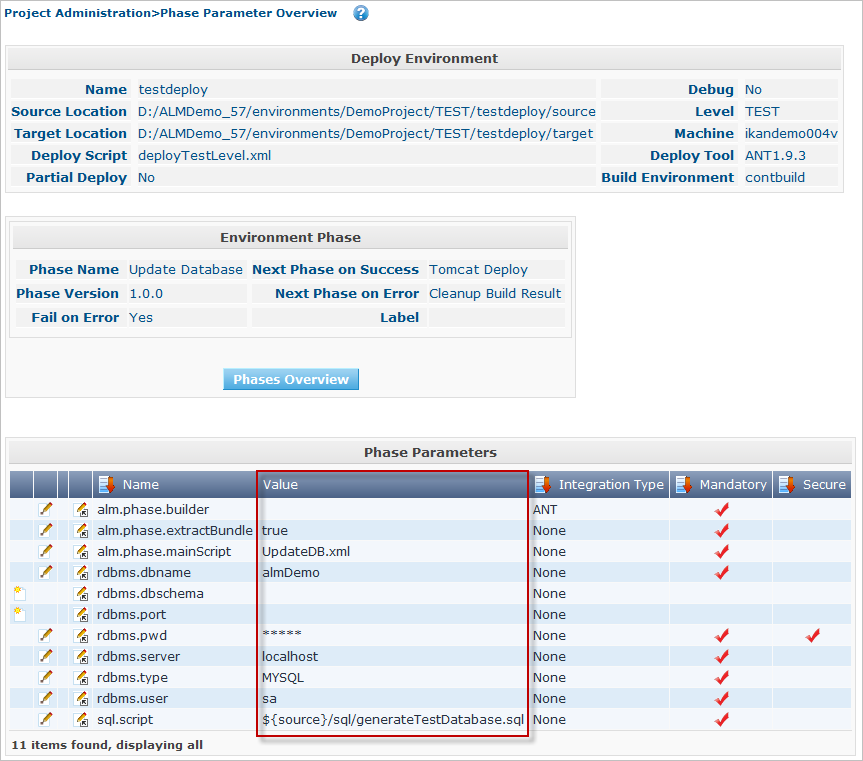 Project Administration>Phase Parameter Overview ?
Deploy Environment
Name testdeploy Debug No
Source Location D:/ALMDemo_57/environments/DemoProject/TEST/testdeploy/source Level TEST
Target Location D:/ALMDemo_57/environments/DemoProject/TEST/testdeploy/target Machine ikandemo004v
Deploy Script deployTestLevel.xml Deploy Tool ANT1.9.3
Partial Deploy No Build Environment contbuild
Environment Phase
Phase Name Update Database Next Phase on Success Tomcat Deploy
Phase Version 1.0.0 Next Phase on Error Cleanup Build Result
Fail on Error Yes Label
Phases Overview
Phase Parameters
Name Value Integration Type Mandatory Secure
alm.phase.builder ANT
alm.phase.extractBundle true None
alm.phase.mainScript UpdateDB.xml None
rdbms.dbname almDemo None
rdbms.dbschema None
rdbms.port None
rdbms.pwd ***** None
rdbms.server localhost None
rdbms.type MYSQL None
rdbms.user sa None
sql.script ${source}/sql/generateTestDatabase.sql None
11 items found, displaying all